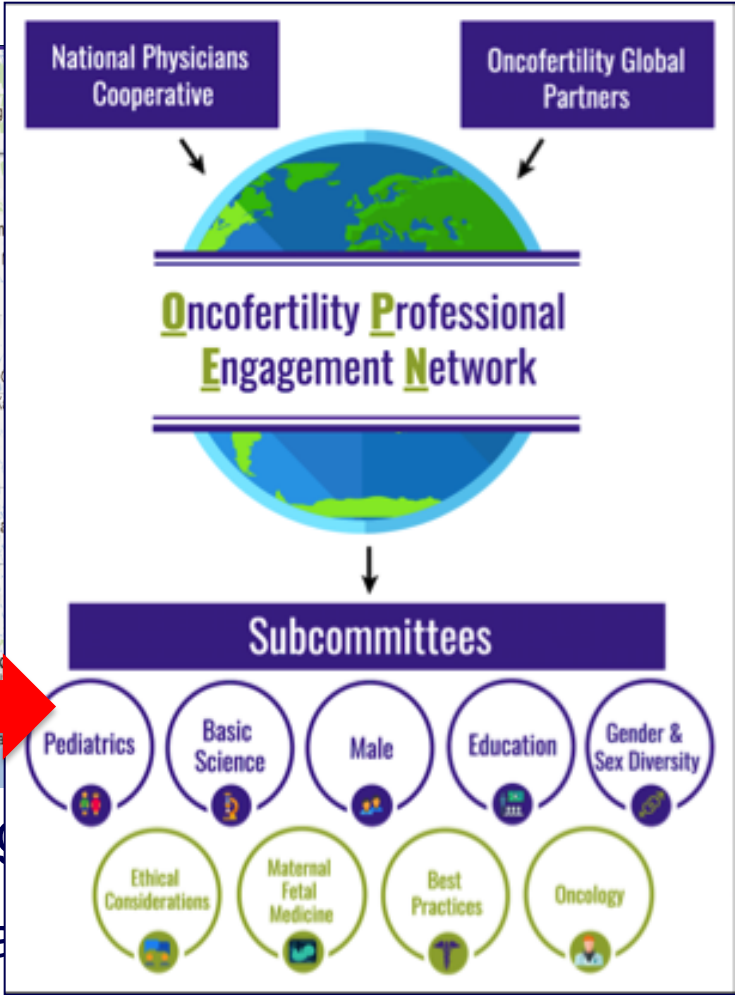 National Physicians
Cooperative
Oncofertility Global
Partners
Oncofertility Professional
Engagement Network
Subcommittees
Pediatrics
Basic
Science
Male
Education
Gender &
Sex Diversity
Ethical
Considerations
Maternal
Fetal
Medicine
Best
Practices
Oncology